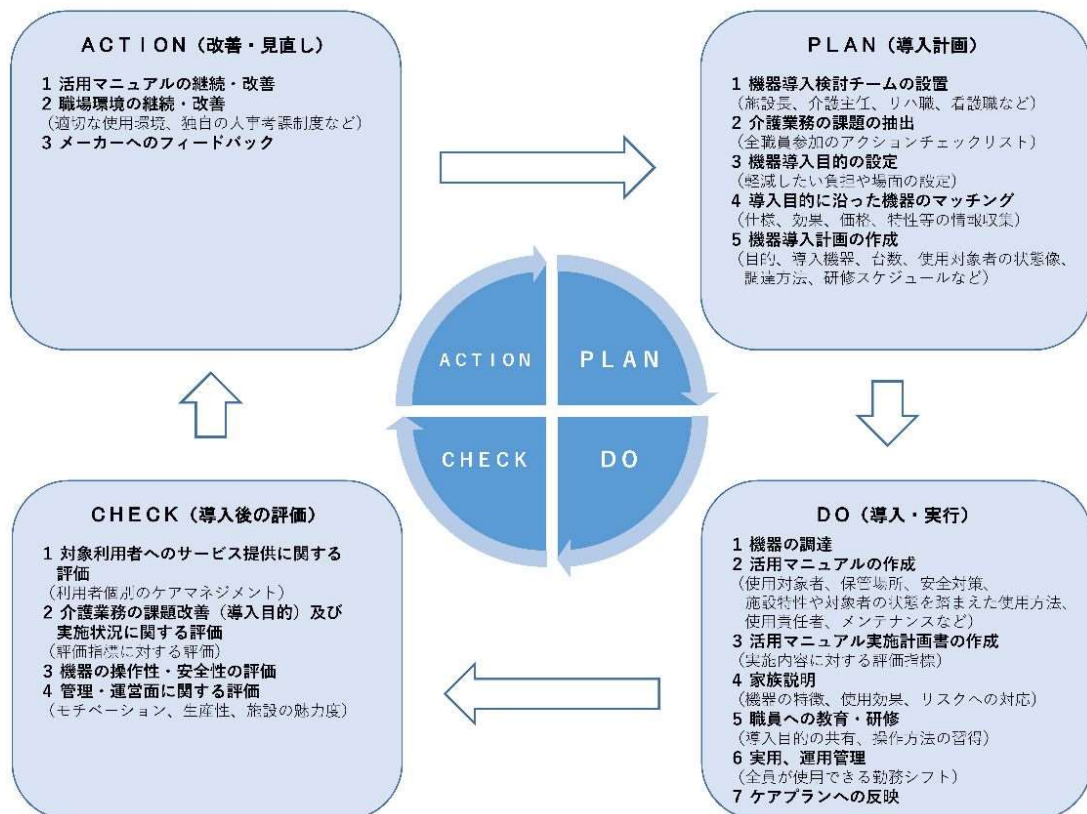 ACTION（改善・見直し）
1 活用マニュアルの継続・改善
2 職場環境の継続・改善
（適切な使用環境、独自の人事考課制度など）
3 メーカーへのフィードバック
PLAN（導入計画）
1 機器導入検討チームの設置
（施設長、介護主任、リハ職、看護職など）
2 介護業務の課題の抽出
（全職員参加のアクションチェックリスト）
3 機器導入目的の設定
（軽減したい負担や場面の設定）
4 導入目的に沿った機器のマッチング
（仕様、効果、価格、特性等の情報収集）
5 機器導入計画の作成
（目的、導入機器、台数、使用対象者の状態像、
調達方法、研修スケジュールなど）
ACTION
PLAN
CHECK
DO
CHECK（導入後の評価）
1 対象利用者へのサービス提供に関する
評価
（利用者個別のケアマネジメント）
2 介護業務の課題改善（導入目的）及び
実施状況に関する評価
（評価指標に対する評価）
3 機器の操作性・安全性の評価
4 管理・運営面に関する評価
（モチベーション、生産性、施設の魅力度）
DO（導入・実行）
1 機器の調達
2 活用マニュアルの作成
（使用対象者、保管場所、安全対策、
施設特性や対象者の状態を踏まえた使用方法、
使用責任者、メンテナンスなど）
3 活用マニュアル実施計画書の作成
（実施内容に対する評価指標）
4 家族説明
（機器の特徴、使用効果、リスクへの対応）
5 職員への教育・研修
（導入目的の共有、操作方法の習得）
6 実用、運用管理
（全員が使用できる勤務シフト）
7 ケアプランへの反映